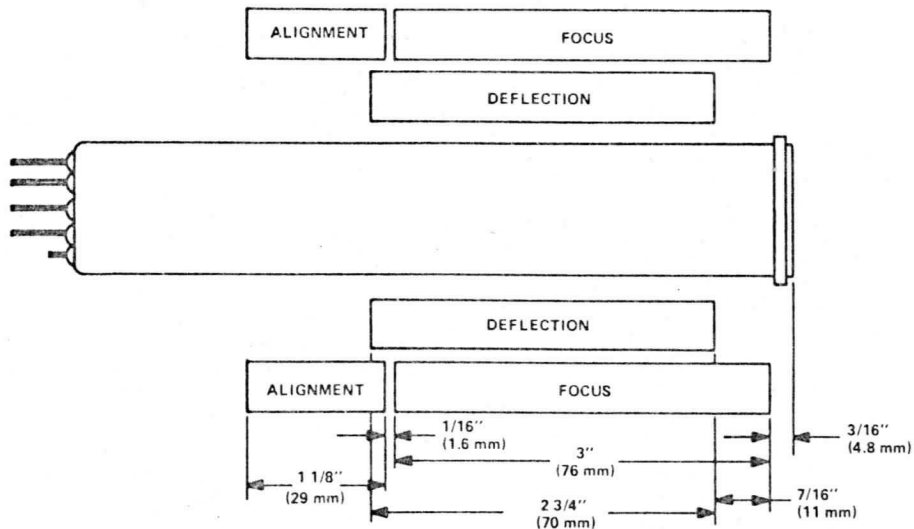 ALIGNMENT
FOCUS
DEFLECTION
DEFLECTION
ALIGNMENT
FOCUS
1/16''
(1.6 mm)
3/16''
(4.8 mm)
3''
(76 mm)
1 1/8''
(29 mm)
7/16''
(11 mm)
2 3/4''
(70 mm)